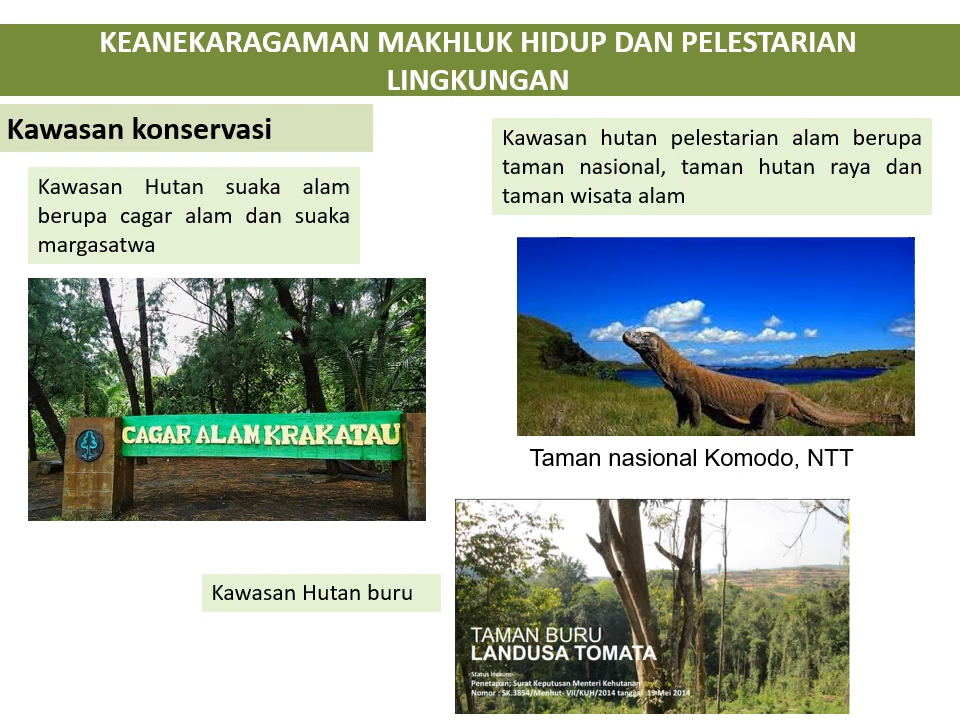 KEANEKARAGAMAN MAKHLUK HIDUP DAN PELESTARIAN
LINGKUNGAN
Kawasan konservasi
Kawasan Hutan suaka alam
berupa cagar alam dan suaka
margasatwa
CAGAR ALAM KRAKATAU
Kawasan hutan pelestarian alam berupa
taman nasional, taman hutan raya dan
taman wisata alam
Taman nasional Komodo, NTT
Kawasan Hutan buru
TAMAN BURU
LANDUSA TOMATA
Status Hukum
Penetapan; Surat Keputusan Menteri Kehutanan
Nomor : SK.3854/Menhut- VII/KUH/2014 tanggal 19 Mei 2014